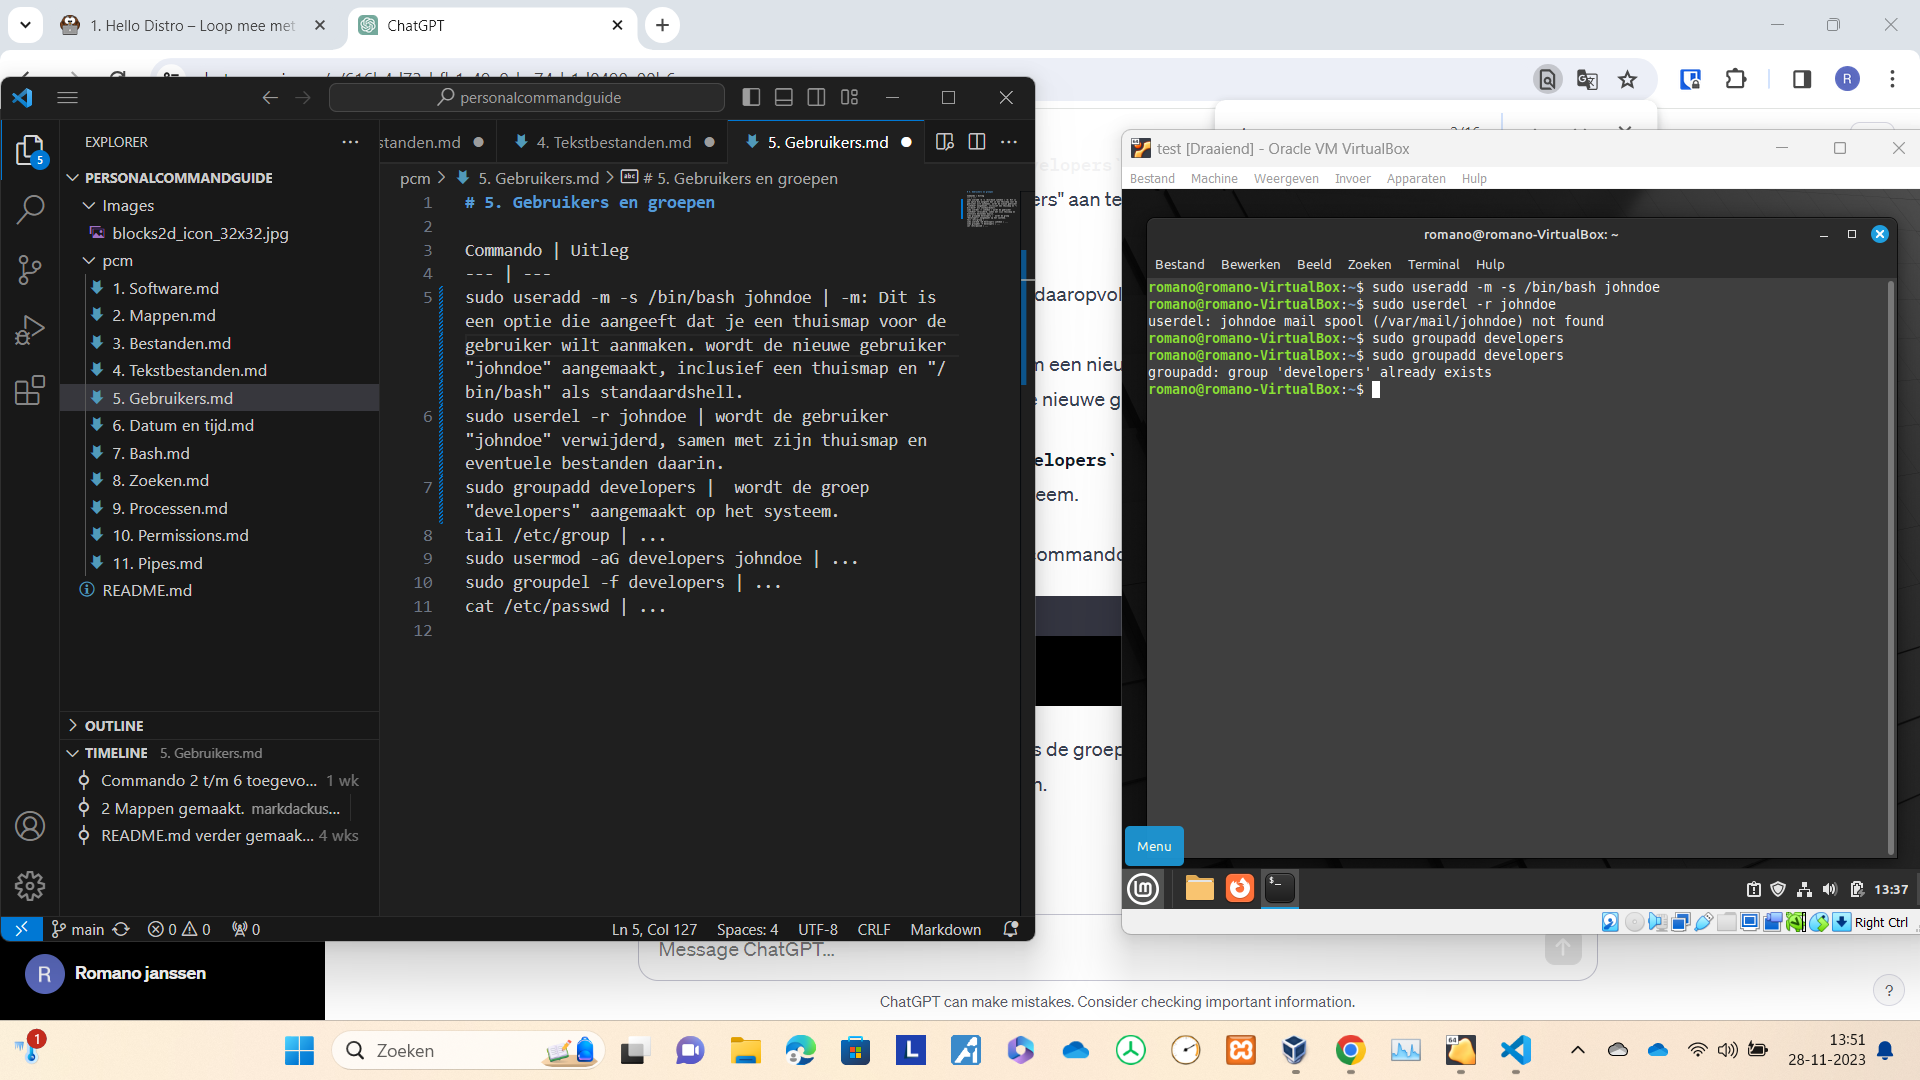 1. Hello Distro – Loop mee met
ChatGPT
personalcommandguide
EXPLORER
PERSONALCOMMANDGUIDE
Images
blocks2d_icon_32x32.jpg
pcm
1. Software.md
2. Mappen.md
3. Bestanden.md
4. Tekstbestanden.md
5. Gebruikers.md
6. Datum en tijd.md
7. Bash.md
8. Zoeken.md
9. Processen.md
10. Permissions.md
11. Pipes.md
README.md
OUTLINE
TIMELINE 5. Gebruikers.md
Commando 2 t/m 6 toegevo... 1 wk
2 Mappen gemaakt. markdackus...
README.md verder gemaak... 4 wks
5
standen.md
4. Tekstbestanden.md
5. Gebruikers.md
pcm > 5. Gebruikers.md > # 5. Gebruikers en groepen
1 # 5. Gebruikers en groepen
2
3 Commando | Uitleg
4 --- | ---
5 sudo useradd -m -s /bin/bash johndoe | -m: Dit is
een optie die aangeeft dat je een thuismap voor de
gebruiker wilt aanmaken. wordt de nieuwe gebruiker
"johndoe" aangemaakt, inclusief een thuismap en "/
bin/bash" als standaardshell.
6 sudo userdel -r johndoe | wordt de gebruiker
"johndoe" verwijderd, samen met zijn thuismap en
eventuele bestanden daarin.
7 sudo groupadd developers |  wordt de groep
"developers" aangemaakt op het systeem.
8 tail /etc/group | ...
9 sudo usermod -aG developers johndoe | ...
10 sudo groupdel -f developers | ...
11 cat /etc/passwd | ...
12
main 0 0 0
Ln 5, Col 127 Spaces: 4 UTF-8 CRLF Markdown
R Romano janssen
elopers`
ers" aan te
daaropvol
een nieu
nieuwe g
elopers`
eem.
ommando
s de groep
n.
Message ChatGPT...
ChatGPT can make mistakes. Consider checking important information.
?
R
test [Draaiend] - Oracle VM VirtualBox
Bestand Machine Weergeven Invoer Apparaten Hulp
romano@romano-VirtualBox: ~
Bestand Bewerken Beeld Zoeken Terminal Hulp
romano@romano-VirtualBox:~$ sudo useradd -m -s /bin/bash johndoe
romano@romano-VirtualBox:~$ sudo userdel -r johndoe
userdel: johndoe mail spool (/var/mail/johndoe) not found
romano@romano-VirtualBox:~$ sudo groupadd developers
romano@romano-VirtualBox:~$ sudo groupadd developers
groupadd: group 'developers' already exists
romano@romano-VirtualBox:~$
Menu
13:37
Right Ctrl
1
Zoeken
13:51
28-11-2023